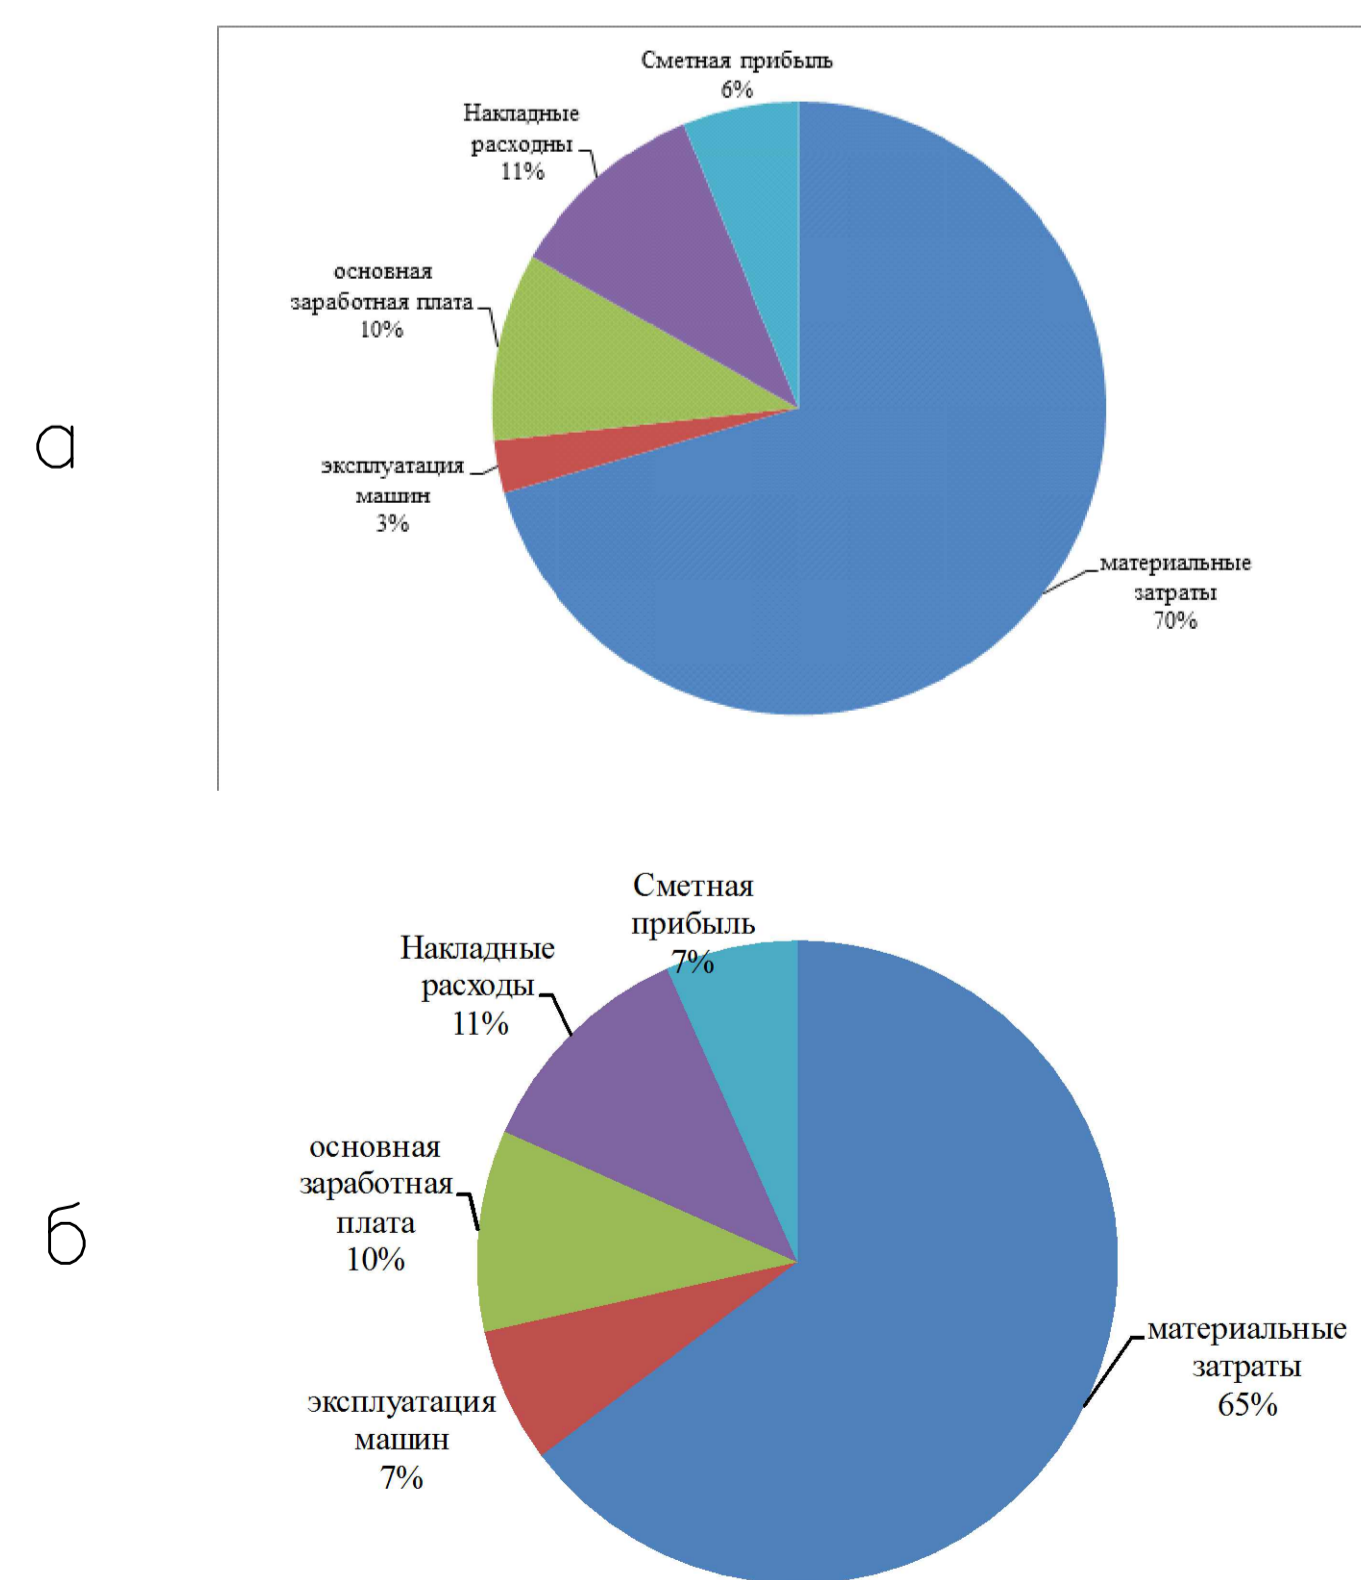 Сметная прибыль
6%
Накладные
расходны
11%
основная
заработная плата
10%
а
эксплуатация
машин
3%
материальные
затраты
70%
Сметная
прибыль
7%
Накладные
расходы
11%
основная
заработная
плата
10%
б
материальные
затраты
65%
эксплуатация
машин
7%